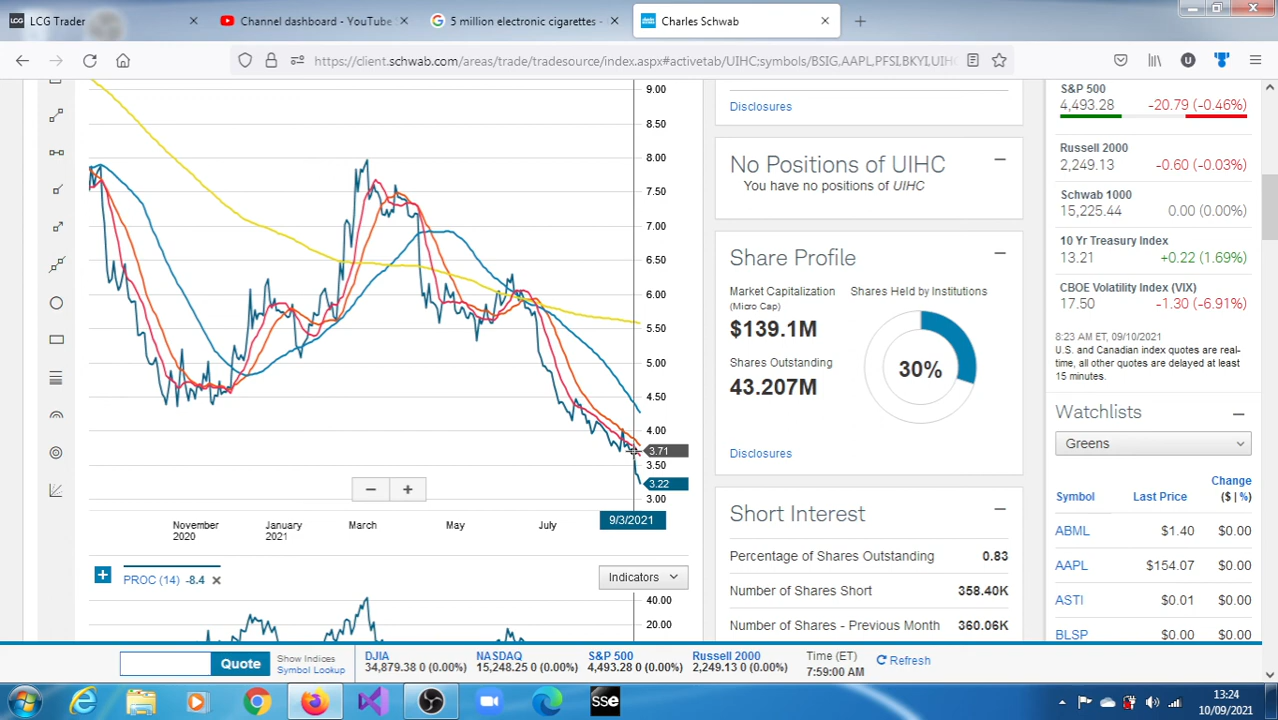 LCG Trader
Channel dashboard - YouTube
5 million electronic cigarettes -
Charles Schwab
https://client.schwab.com/areas/trade/tradesource/index.aspx#activetab/UIHC;symbols/BSIG,AAPL,PFSI,BKYI,UIHC
9.00
8.50
8.00
7.50
7.00
6.50
6.00
5.50
5.00
4.50
4.00
3.71
3.50
3.22
3.00
November 2020
January 2021
March
May
July
9/3/2021
PROC (14) -8.4
Indicators
40.00
20.00
Disclosures
No Positions of UIHC
You have no positions of UIHC
Share Profile
Market Capitalization
(Micro Cap)
$139.1M
Shares Outstanding
43.207M
Shares Held by Institutions
30%
Disclosures
Short Interest
Percentage of Shares Outstanding 0.83
Number of Shares Short 358.40K
Number of Shares - Previous Month 360.06K
S&P 500
4,493.28 -20.79 (-0.46%)
Russell 2000
2,249.13 -0.60 (-0.03%)
Schwab 1000
15,225.44 0.00 (0.00%)
10 Yr Treasury Index
13.21 +0.22 (1.69%)
CBOE Volatility Index (VIX)
17.50 -1.30 (-6.91%)
8:23 AM ET, 09/10/2021
U.S. and Canadian index quotes are real-
time, all other quotes are delayed at least
15 minutes.
Watchlists
Greens
Symbol Last Price Change ($ | %)
ABML $1.40 $0.00
AAPL $154.07 $0.00
ASTI $0.01 $0.00
BLSP $0.00 $0.00
Quote
Show Indices
Symbol Lookup
DJIA
34,879.38 0 (0.00%)
NASDAQ
15,248.25 0 (0.00%)
S&P 500
4,493.28 0 (0.00%)
Russell 2000
2,249.13 0 (0.00%)
Time (ET)
7:59:00 AM
Refresh
sse
13:24
10/09/2021